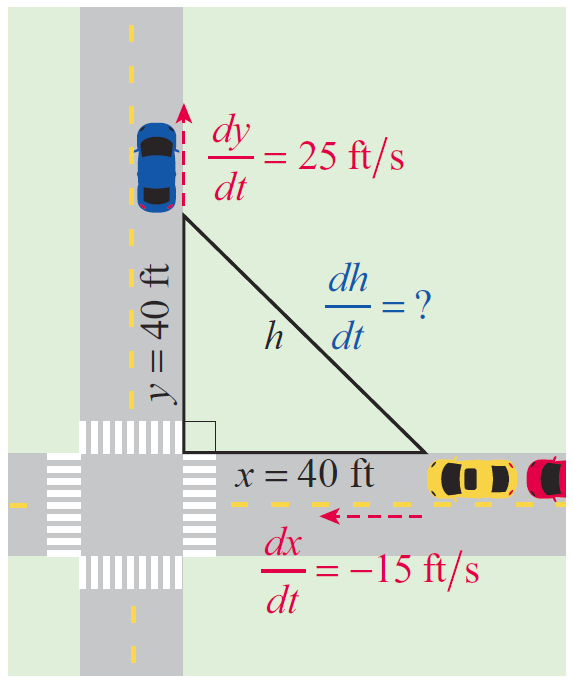 dy/dt = 25 ft/s
dh/dt = ?
y = 40 ft
h
x = 40 ft
dx/dt = −15 ft/s